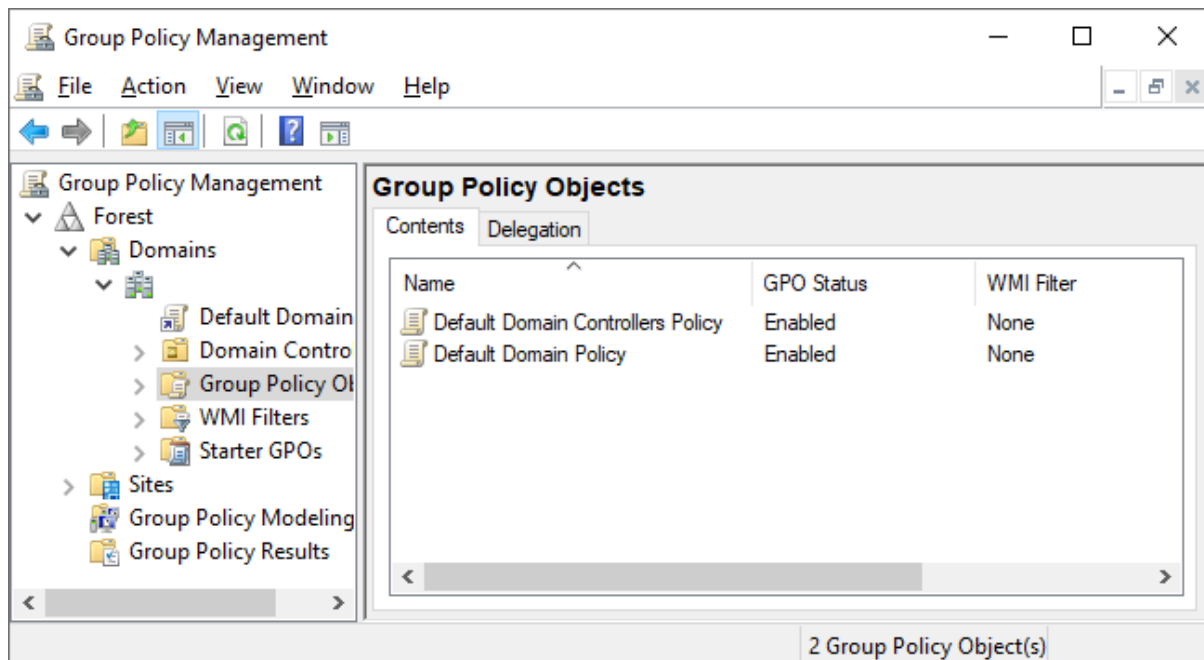 Group Policy Management
File Action View Window Help
Group Policy Management
Forest
Domains
Default Domain
Domain Contro
Group Policy Ob
WMI Filters
Starter GPOs
Sites
Group Policy Modeling
Group Policy Results
Group Policy Objects
Contents Delegation
Name GPO Status WMI Filter
Default Domain Controllers Policy Enabled None
Default Domain Policy Enabled None
2 Group Policy Object(s)